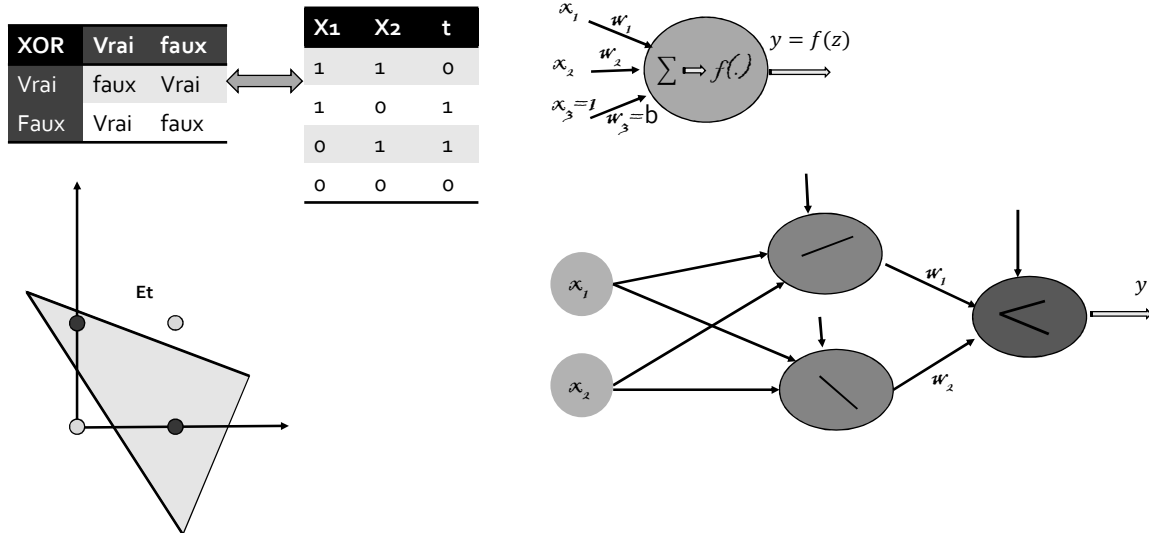 XOR Vrai faux
Vrai faux Vrai
Faux Vrai faux
X1 X2 t
1 1 0
1 0 1
0 1 1
0 0 0
x₁ w₁
x₂ w₂
x₃=1 w₃=b
∑ ⇨ f(.)
y = f(z)
Et
x₁
x₂
w₁
w₂
y